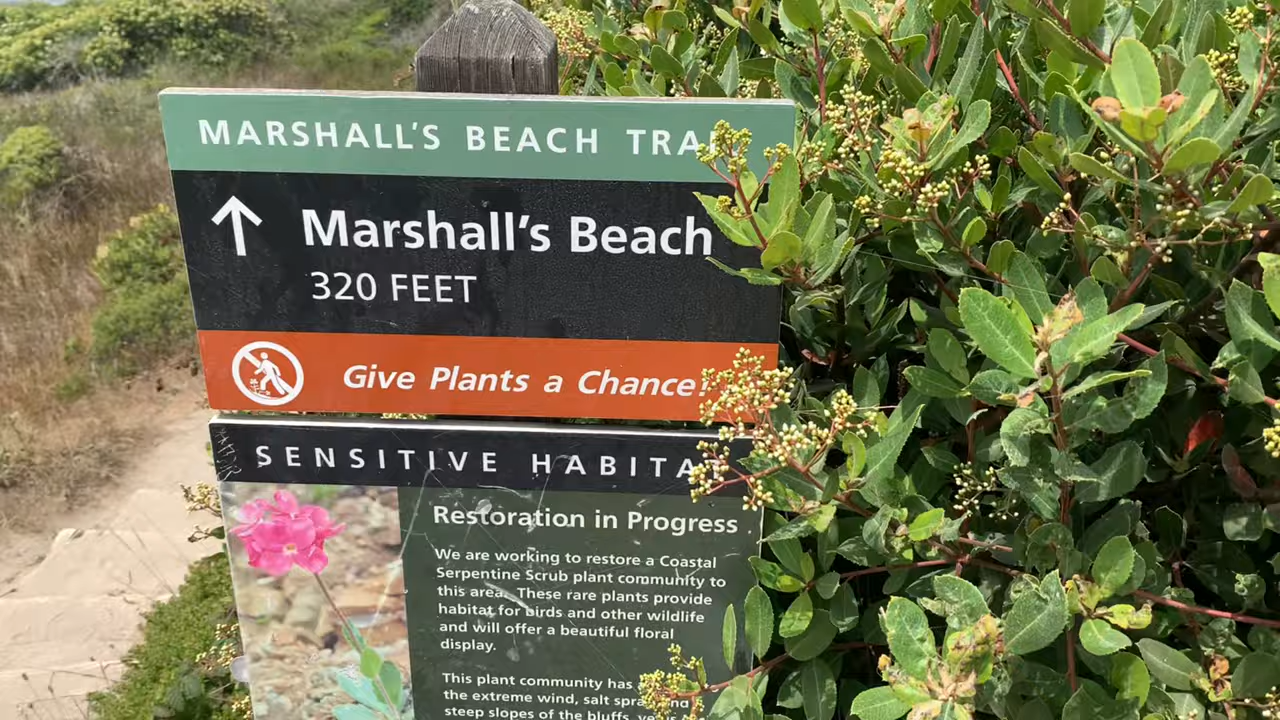 MARSHALL'S BEACH TRA
Marshall's Beach
320 FEET
Give Plants a Chance!
SENSITIVE HABITA
Restoration in Progress
We are working to restore a Coastal
Serpentine Scrub plant community to
this area. These rare plants provide
habitat for birds and other wildlife
and will offer a beautiful floral
display.
This plant community has
the extreme wind, salt spray and
steep slopes of the bluffs,